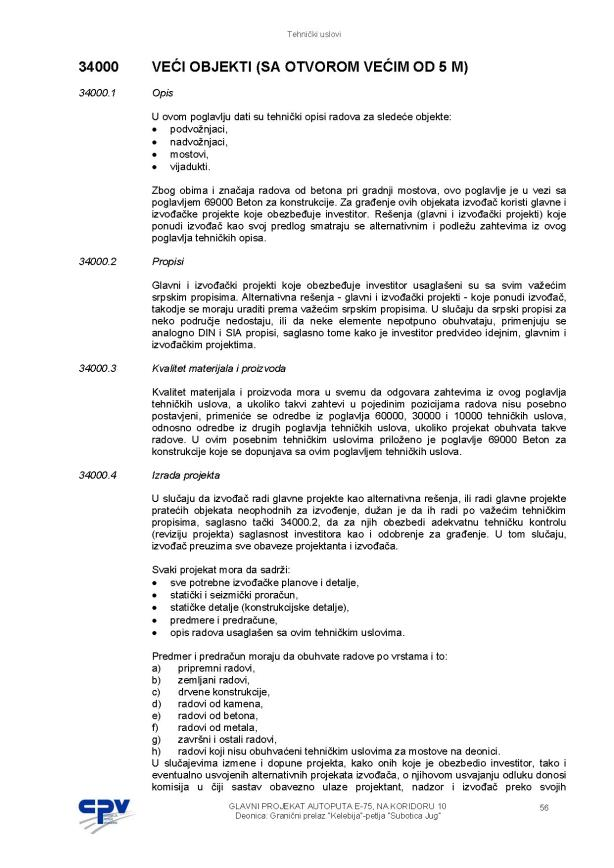 Tehnički uslovi
34000 VEĆI OBJEKTI (SA OTVOROM VEĆIM OD 5 M)
34000.1 Opis
U ovom poglavlju dati su tehnički opisi radova za sledeće objekte:
• podvožnjaci,
• nadvožnjaci,
• mostovi,
• vijadukti.
Zbog obima i značaja radova od betona pri gradnji mostova, ovo poglavlje je u vezi sa
poglavljem 69000 Beton za konstrukcije. Za građenje ovih objekata izvođač koristi glavne i
izvođačke projekte koje obezbeđuje investitor. Rešenja (glavni i izvođački projekti) koje
ponudi izvođač kao svoj predlog smatraju se alternativnim i podležu zahtevima iz ovog
poglavlja tehničkih opisa.
34000.2 Propisi
Glavni i izvođački projekti koje obezbeđuje investitor usaglašeni su sa svim važećim
srpskim propisima. Alternativna rešenja - glavni i izvođački projekti - koje ponudi izvođač,
takodje se moraju uraditi prema važećim srpskim propisima. U slučaju da srpski propisi za
neko područje nedostaju, ili da neke elemente nepotpuno obuhvataju, primenjuju se
analogno DIN i SIA propisi, saglasno tome kako je investitor predvideo idejnim, glavnim i
izvođačkim projektima.
34000.3 Kvalitet materijala i proizvoda
Kvalitet materijala i proizvoda mora u svemu da odgovara zahtevima iz ovog poglavlja
tehničkih uslova, a ukoliko takvi zahtevi u pojedinim pozicijama radova nisu posebno
postavjeni, primeniće se odredbe iz poglavlja 60000, 30000 i 10000 tehničkih uslova,
odnosno odredbe iz drugih poglavlja tehničkih uslova, ukoliko projekat obuhvata takve
radove. U ovim posebnim tehničkim uslovima priloženo je poglavlje 69000 Beton za
konstrukcije koje se dopunjava sa ovim poglavljem tehničkih uslova.
34000.4 Izrada projekta
U slučaju da izvođač radi glavne projekte kao alternativna rešenja, ili radi glavne projekte
pratećih objekata neophodnih za izvođenje, dužan je da ih radi po važećim tehničkim
propisima, saglasno tački 34000.2, da za njih obezbedi adekvatnu tehničku kontrolu
(reviziju projekta) saglasnost investitora kao i odobrenje za građenje. U tom slučaju,
izvođač preuzima sve obaveze projektanta i izvođača.
Svaki projekat mora da sadrži:
• sve potrebne izvođačke planove i detalje,
• statički i seizmički proračun,
• statičke detalje (konstrukcijske detalje),
• predmere i predračune,
• opis radova usaglašen sa ovim tehničkim uslovima.
Predmer i predračun moraju da obuhvate radove po vrstama i to:
a) pripremni radovi,
b) zemljani radovi,
c) drvene konstrukcije,
d) radovi od kamena,
e) radovi od betona,
f) radovi od metala,
g) završni i ostali radovi,
h) radovi koji nisu obuhvaćeni tehničkim uslovima za mostove na deonici.
U slučajevima izmene i dopune projekta, kako onih koje je obezbedio investitor, tako i
eventualno usvojenih alternativnih projekata izvođača, o njihovom usvajanju odluku donosi
komisija u čiji sastav obavezno ulaze projektant, nadzor i izvođač preko svojih
CPV
GLAVNI PROJEKAT AUTOPUTA E-75, NA KORIDORU 10 56
Deonica: Granični prelaz "Kelebija"-petlja "Subotica Jug"